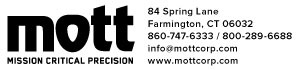 mott
MISSION CRITICAL PRECISION
84 Spring Lane
Farmington, CT 06032
860-747-6333 / 800-289-6688
info@mottcorp.com
www.mottcorp.com